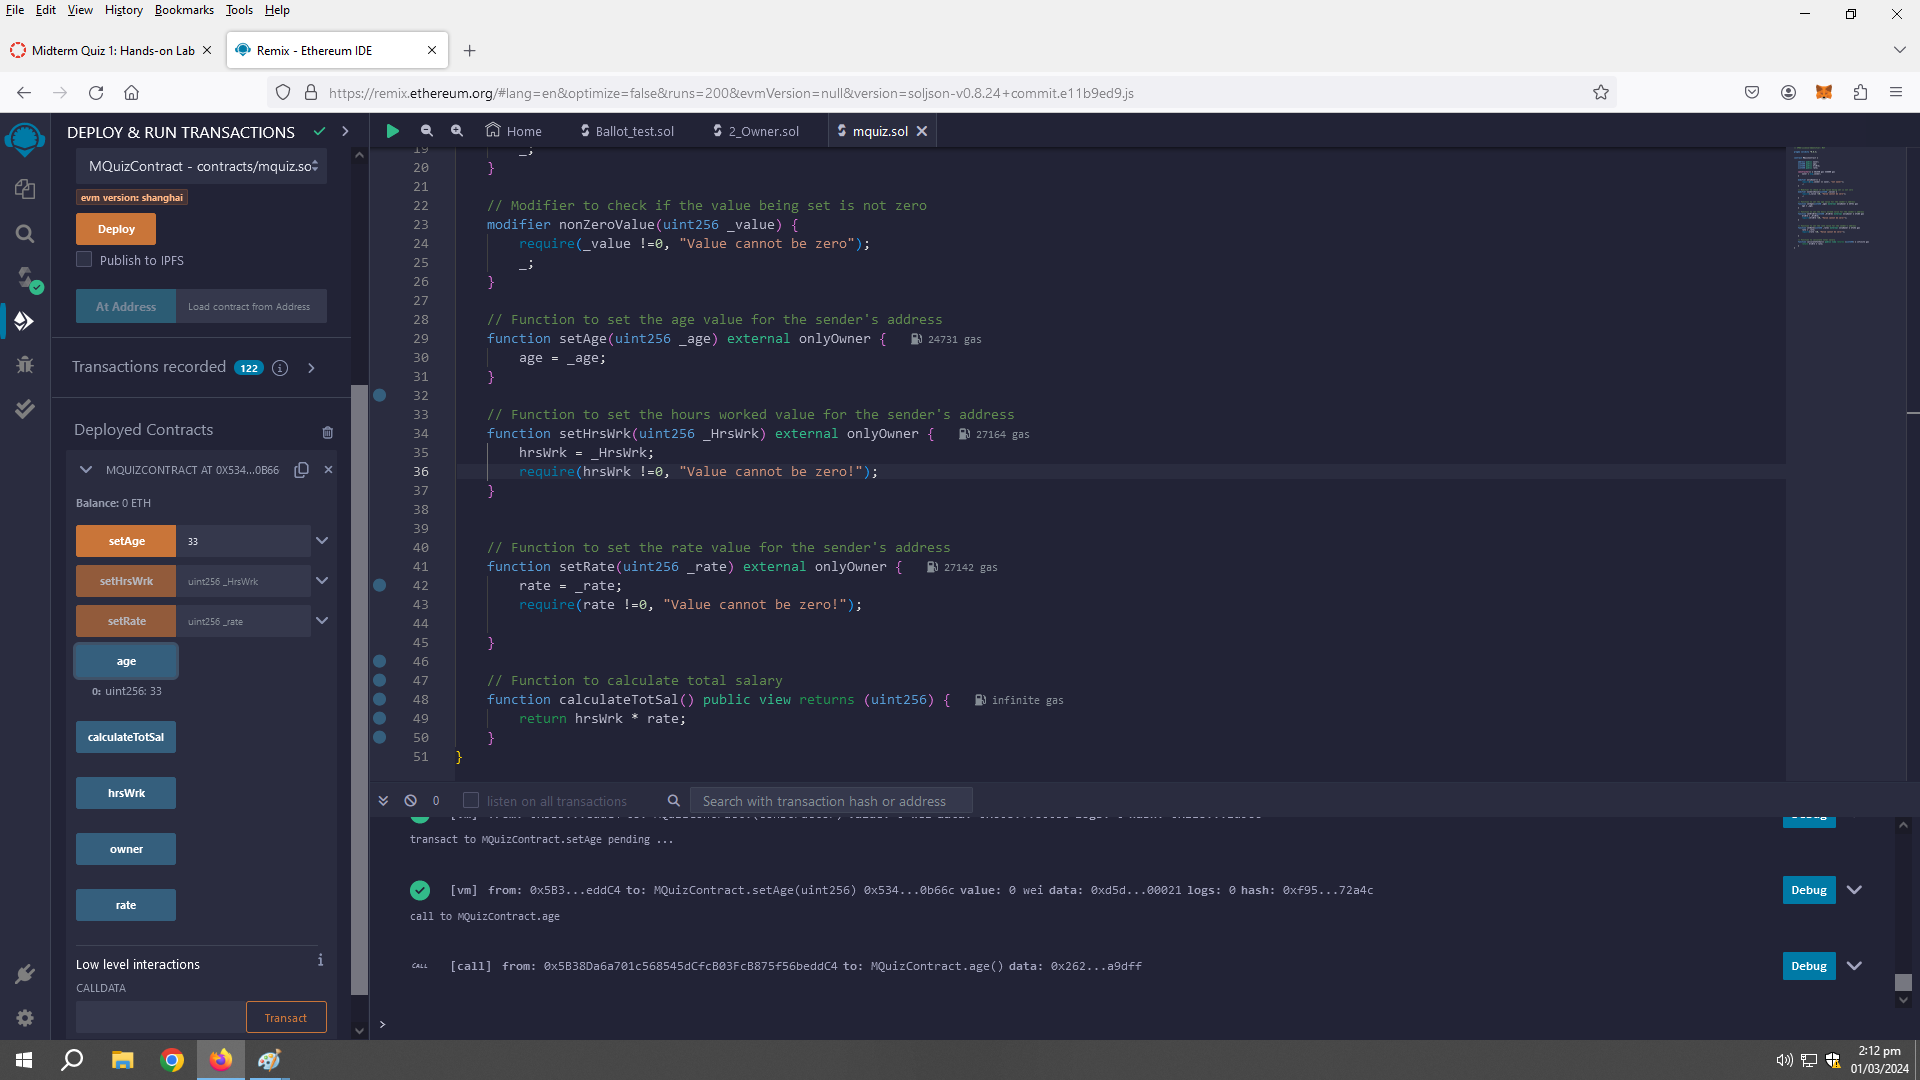 File Edit View History Bookmarks Tools Help
Midterm Quiz 1: Hands-on Lab
Remix - Ethereum IDE
https://remix.ethereum.org/#lang=en&optimize=false&runs=200&evmVersion=null&version=soljson-v0.8.24+commit.e11b9ed9.js
DEPLOY & RUN TRANSACTIONS
MQuizContract - contracts/mquiz.so
evm version: shanghai
Deploy
Publish to IPFS
At Address
Load contract from Address
Transactions recorded 122
Deployed Contracts
MQUIZCONTRACT AT 0X534...0B66
Balance: 0 ETH
setAge 33
setHrsWrk uint256 _HrsWrk
setRate uint256 _rate
age
0: uint256: 33
calculateTotSal
hrsWrk
owner
rate
Low level interactions
CALLDATA
Transact
Home Ballot_test.sol 2_Owner.sol mquiz.sol
19 _;
20 }
21
22 // Modifier to check if the value being set is not zero
23 modifier nonZeroValue(uint256 _value) {
24 require(_value !=0, "Value cannot be zero");
25 _;
26 }
27
28 // Function to set the age value for the sender's address
29 function setAge(uint256 _age) external onlyOwner { 24731 gas
30 age = _age;
31 }
32
33 // Function to set the hours worked value for the sender's address
34 function setHrsWrk(uint256 _HrsWrk) external onlyOwner { 27164 gas
35 hrsWrk = _HrsWrk;
36 require(hrsWrk !=0, "Value cannot be zero!");
37 }
38
39
40 // Function to set the rate value for the sender's address
41 function setRate(uint256 _rate) external onlyOwner { 27142 gas
42 rate = _rate;
43 require(rate !=0, "Value cannot be zero!");
44
45 }
46
47 // Function to calculate total salary
48 function calculateTotSal() public view returns (uint256) { infinite gas
49 return hrsWrk * rate;
50 }
51 }
0 listen on all transactions Search with transaction hash or address
transact to MQuizContract.setAge pending ...
[vm] from: 0x5B3...eddC4 to: MQuizContract.setAge(uint256) 0x534...0b66c value: 0 wei data: 0xd5d...00021 logs: 0 hash: 0xf95...72a4c
Debug
call to MQuizContract.age
CALL [call] from: 0x5B38Da6a701c568545dCfcB03FcB875f56beddC4 to: MQuizContract.age() data: 0x262...a9dff
Debug
>
2:12 pm
01/03/2024